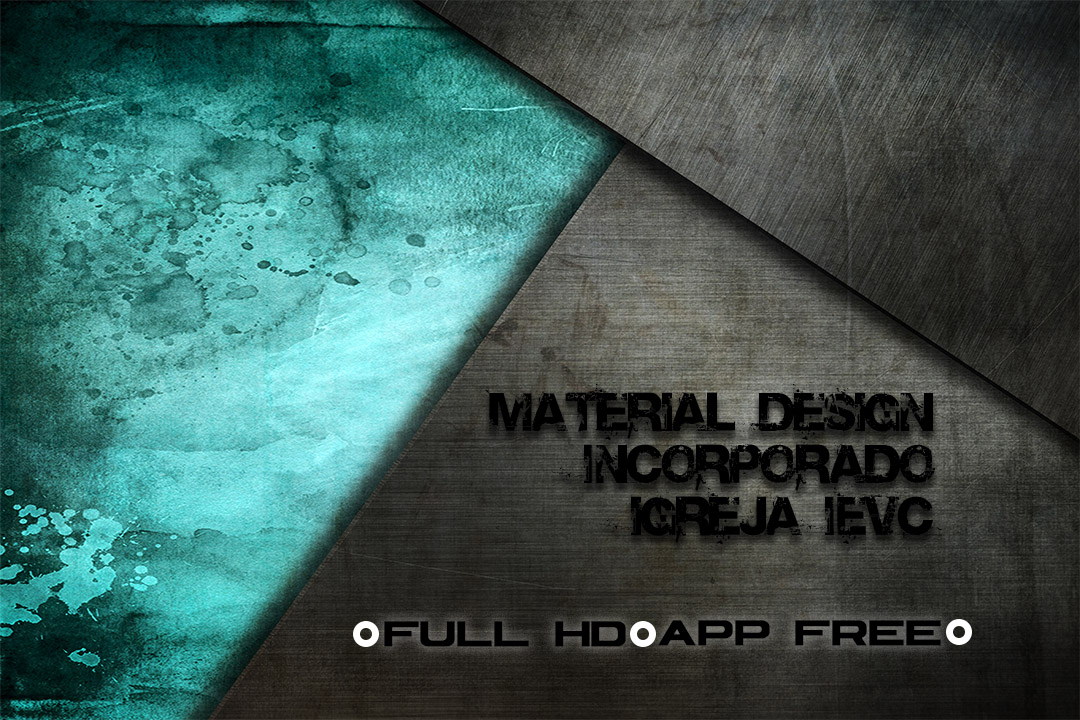 MATERIAL DESIGN
INCORPORADO
IGREJA IEVC
FULL HD APP FREE